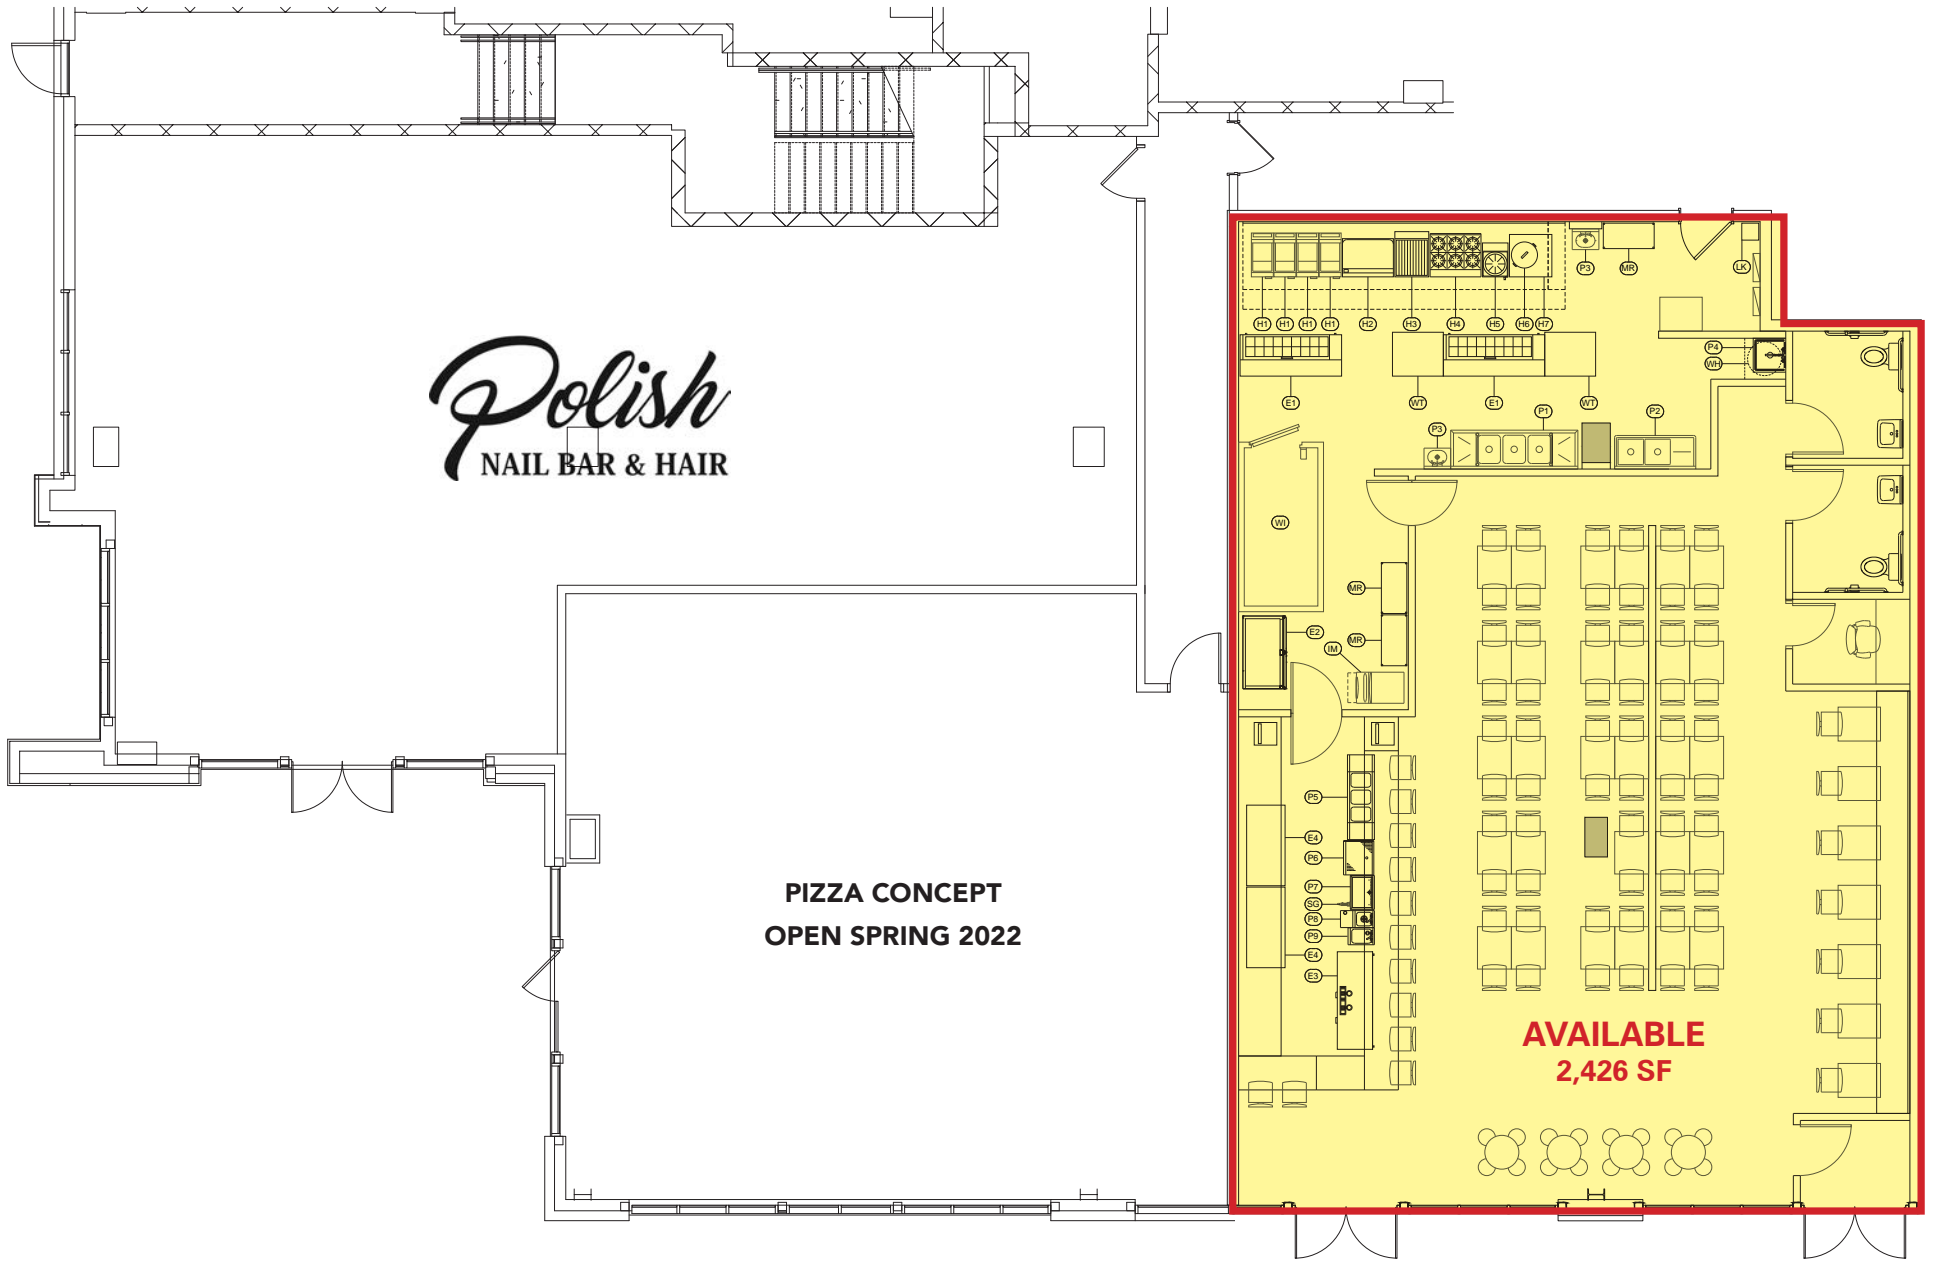 P3
MR
LK
H1
H1
H1
H1
H2
H3
H4
H5
H6
H7
P4
WH
E1
WT
E1
WT
P1
P2
P3
Polish
NAIL BAR & HAIR
WI
MR
E2
MR
IM
P5
E4
P6
P7
SG
P8
P9
E4
E3
PIZZA CONCEPT
OPEN SPRING 2022
AVAILABLE
2,426 SF